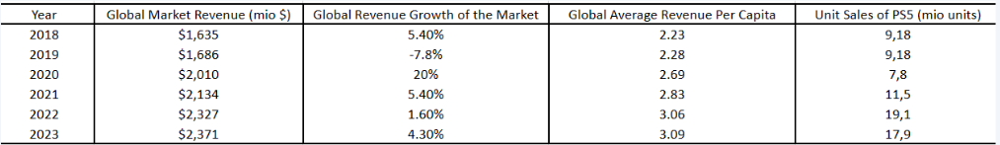 Year Global Market Revenue (mio $) Global Revenue Growth of the Market Global Average Revenue Per Capita Unit Sales of PS5 (mio units)
2018 $1,635 5.40% 2.23 9,18
2019 $1,686 -7.8% 2.28 9,18
2020 $2,010 20% 2.69 7,8
2021 $2,134 5.40% 2.83 11,5
2022 $2,327 1.60% 3.06 19,1
2023 $2,371 4.30% 3.09 17,9